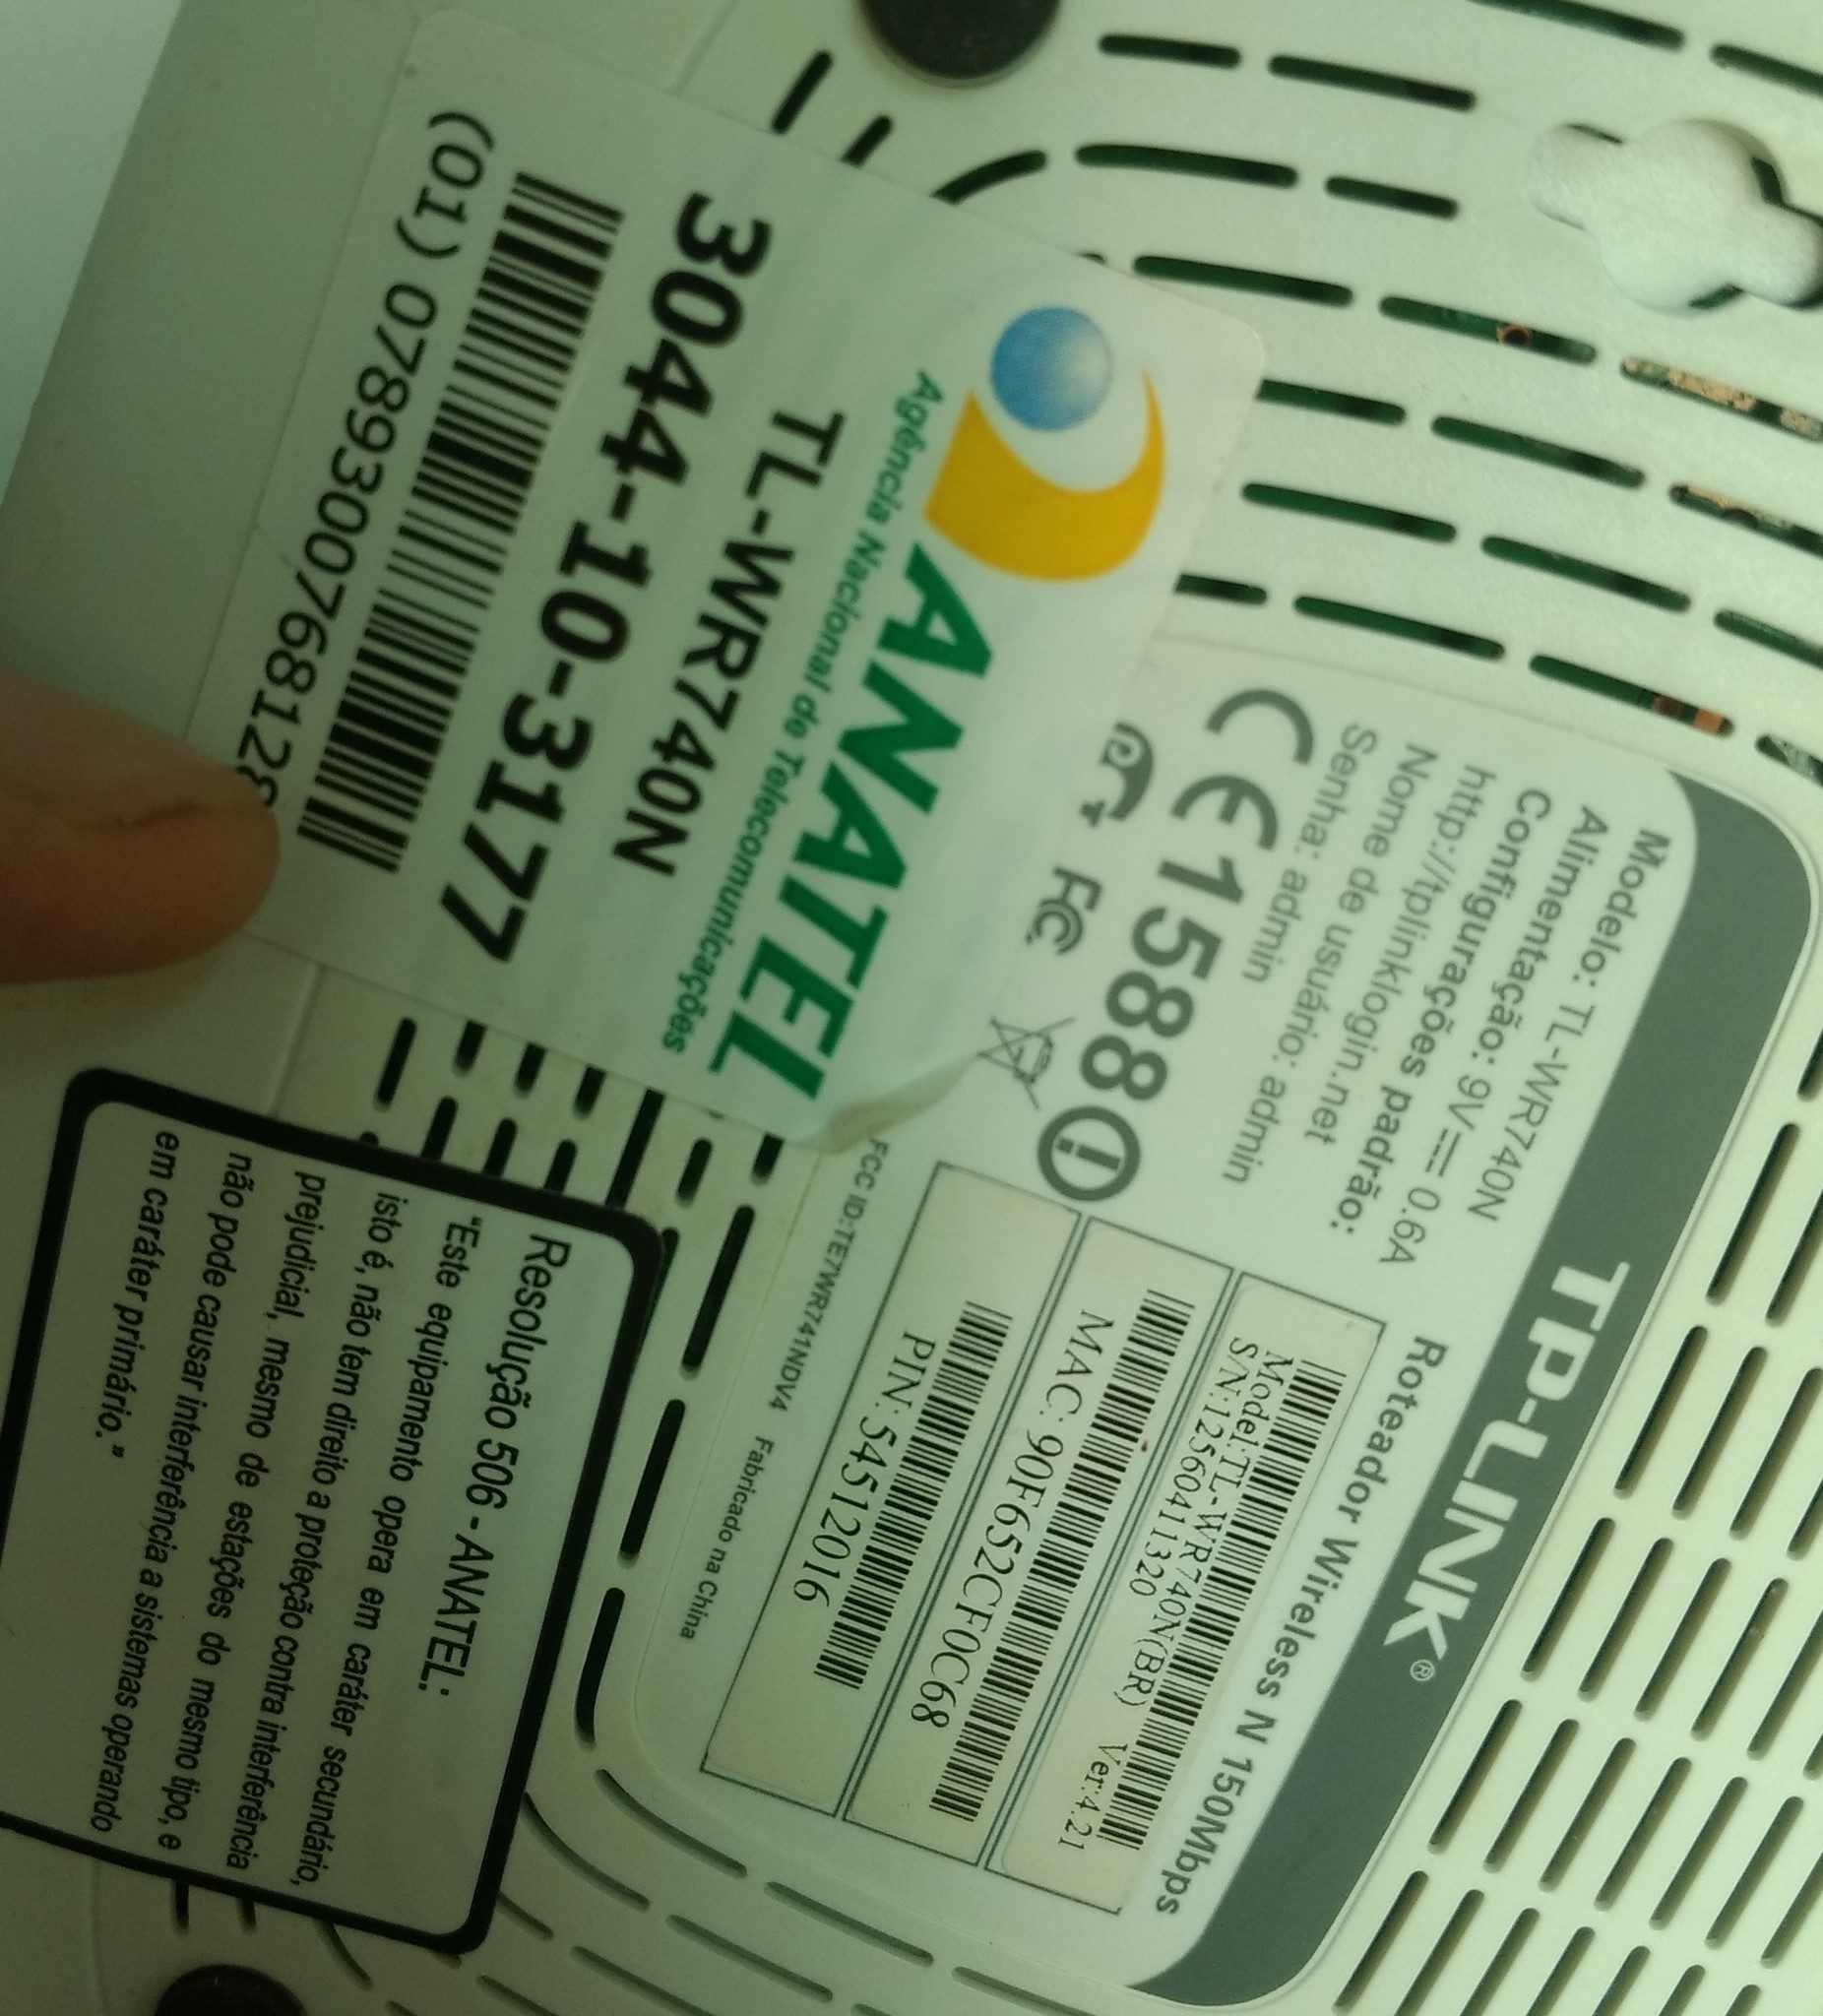 TP-LINK®
Modelo: TL-WR740N
Roteador Wireless N 150Mbps
Alimentação: 9V 0.6A
Configurações padrão:
http://tplinklogin.net
Nome de usuário: admin
Senha: admin
CE1588
FC
Model:TL-WR740N(BR) Ver:4.21
S/N:12560411320
MAC: 90F652CF0C68
PIN: 54512016
FCC ID:TE7WR741NDV4 Fabricado na China
ANATEL
Agência Nacional de Telecomunicações
TL-WR740N
3044-10-3177
(01) 0789300768128
Resolução 506 - ANATEL:
"Este equipamento opera em caráter secundário,
isto é, não tem direito a proteção contra interferência
prejudicial, mesmo de estações do mesmo tipo, e
não pode causar interferência a sistemas operando
em caráter primário."